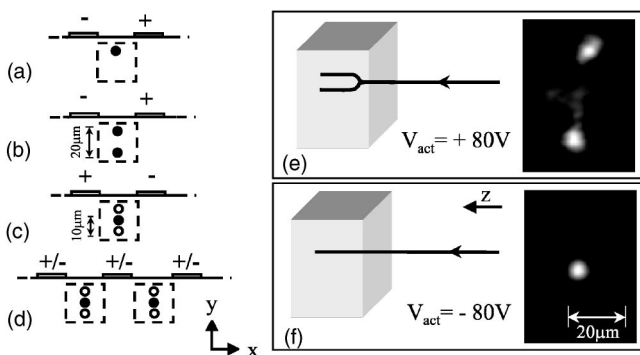 - +
(a)
- +
20μm
(b)
+ -
10μm
(c)
+/- +/- +/-
(d)
y
x
V_act = + 80V
(e)
z
V_act = - 80V
(f)
20μm